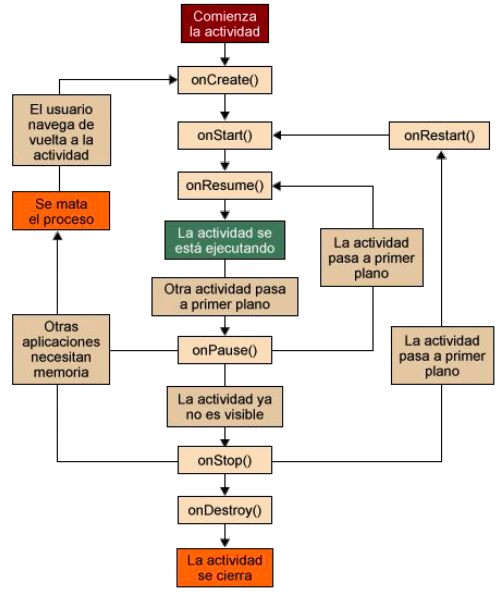 Comienza
la actividad
onCreate()
El usuario
navega de
vuelta a la
actividad
onStart()
onRestart()
onResume()
Se mata
el proceso
La actividad se
está ejecutando
La actividad
pasa a primer
plano
Otra actividad pasa
a primer plano
Otras
aplicaciones
necesitan
memoria
onPause()
La actividad
pasa a primer
plano
La actividad ya
no es visible
onStop()
onDestroy()
La actividad
se cierra